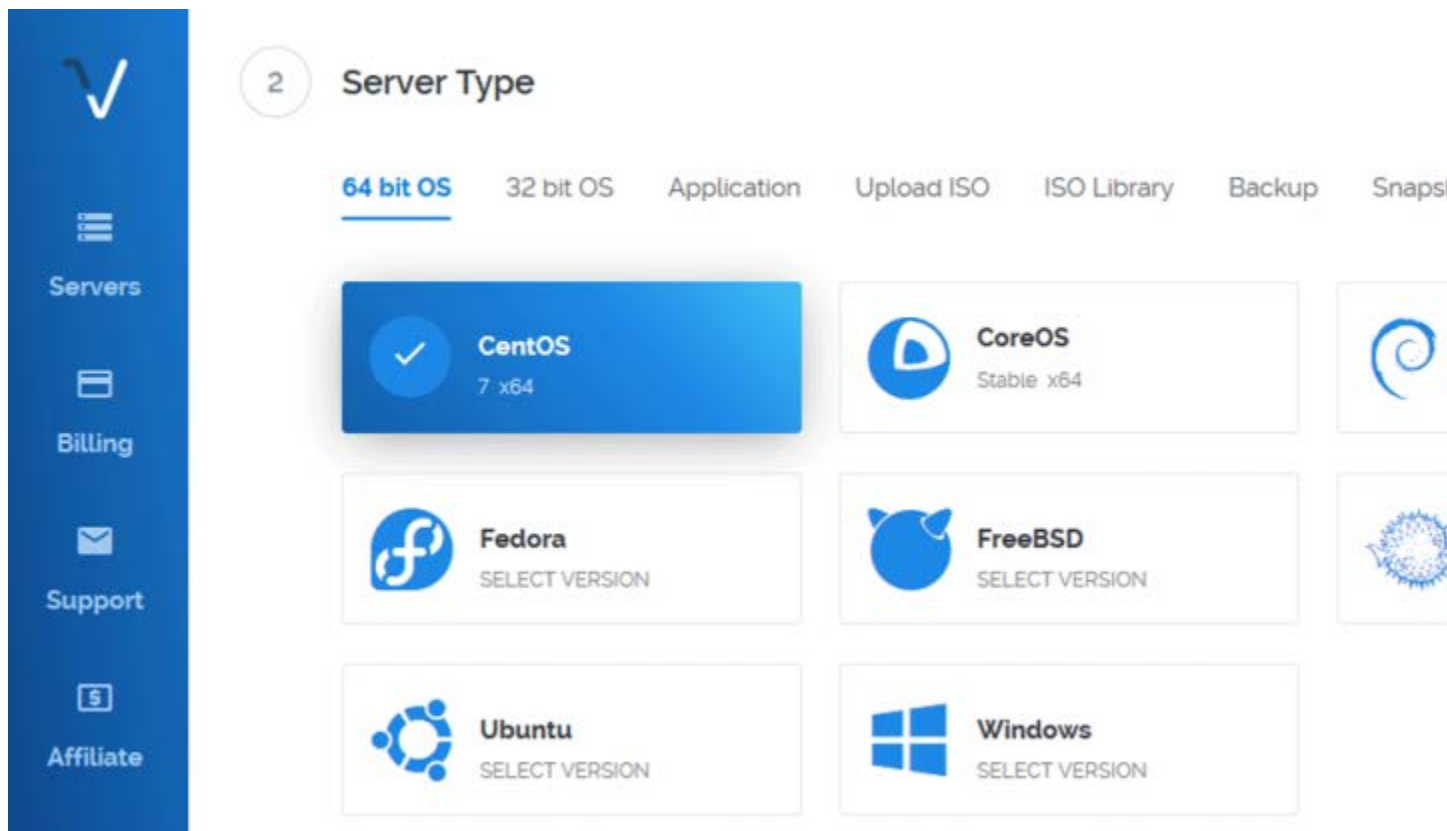 2 Server Type
64 bit OS 32 bit OS Application Upload ISO ISO Library Backup
Servers
Billing
Support
Affiliate
CentOS
7 x64
CoreOS
Stable x64
Fedora
SELECT VERSION
FreeBSD
SELECT VERSION
Ubuntu
SELECT VERSION
Windows
SELECT VERSION